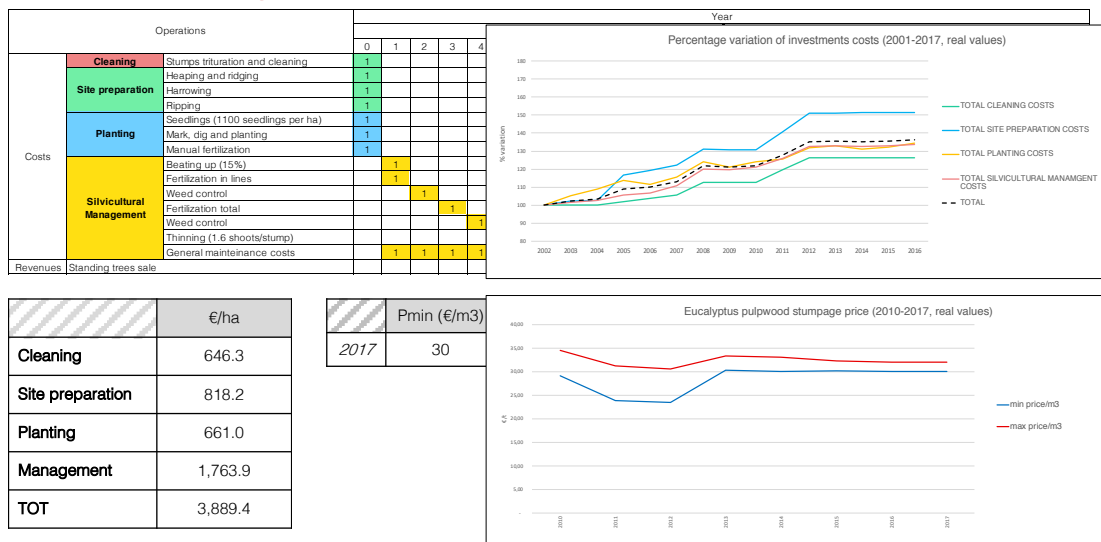 Operations
Year
0 1 2 3 4
Costs
Cleaning Stumps trituration and cleaning 1
Site preparation
Heaping and ridging 1
Harrowing 1
Ripping 1
Planting
Seedlings (1100 seedlings per ha) 1
Mark, dig and planting 1
Manual fertilization 1
Silvicultural
Management
Beating up (15%) 1
Fertilization in lines 1
Weed control 1
Fertilization total 1
Weed control 1
Thinning (1.6 shoots/stump)
General mainteinance costs 1 1 1 1
Revenues Standing trees sale
Percentage variation of investments costs (2001-2017, real values)
% variation
180
170
160
150
140
130
120
110
100
90
80
2002 2003 2004 2005 2006 2007 2008 2009 2010 2011 2012 2013 2014 2015 2016
TOTAL CLEANING COSTS
TOTAL SITE PREPARATION COSTS
TOTAL PLANTING COSTS
TOTAL SILVICULTURAL MANAMGENT
COSTS
TOTAL
€/ha
Cleaning 646.3
Site preparation 818.2
Planting 661.0
Management 1,763.9
TOT 3,889.4
Pmin (€/m3)
2017 30
Eucalyptus pulpwood stumpage price (2010-2017, real values)
40,00
35,00
30,00
25,00
20,00
15,00
10,00
5,00
-
2010 2011 2012 2013 2014 2015 2016 2017
min price/m3
max price/m3